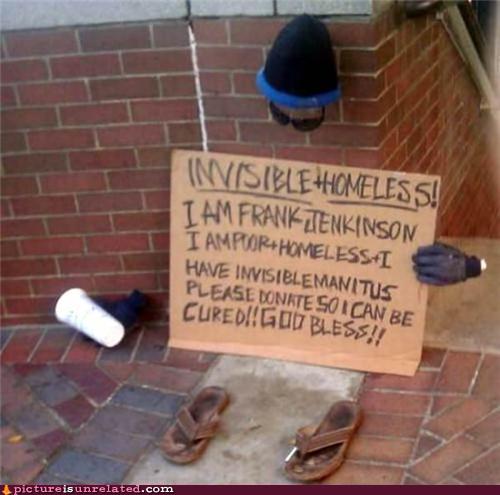 INVISIBLE+HOMELESS!
I AM FRANK JENKINSON
I AM POOR+HOMELESS+I
HAVE INVISIBLEMANITUS
PLEASE DONATE SO I CAN BE
CURED!! GOD BLESS!!
pictureisunrelated.com